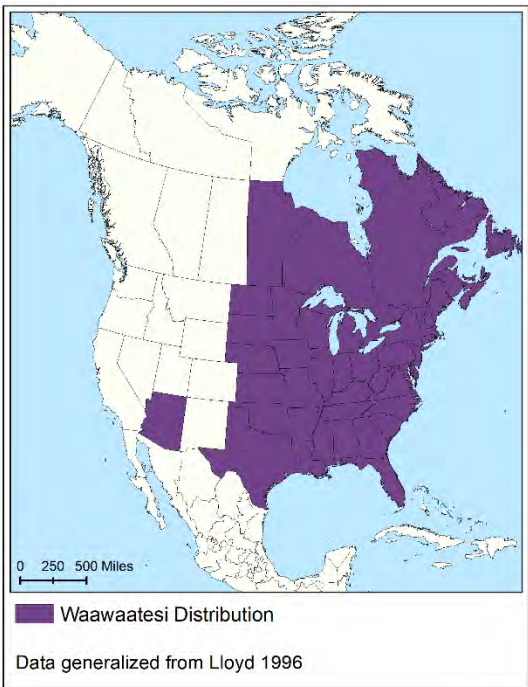 0 250 500 Miles
Waawaatesi Distribution
Data generalized from Lloyd 1996